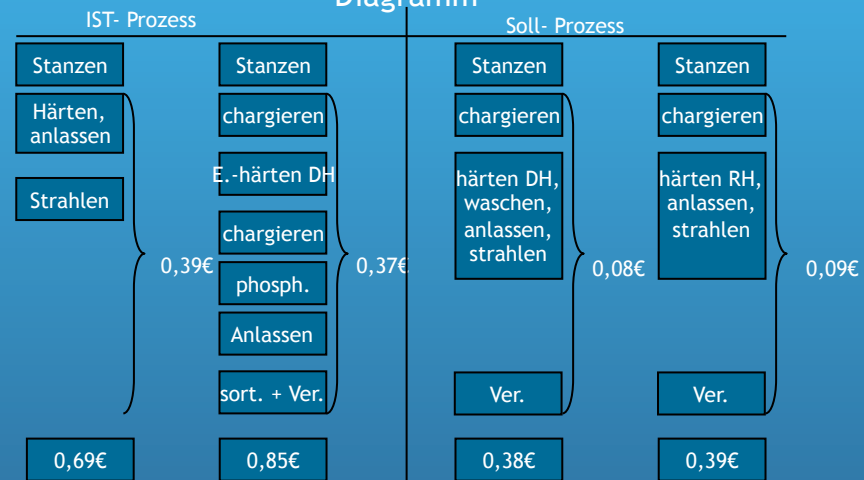 Diagramm
IST- Prozess
Soll- Prozess
Stanzen
Härten,
anlassen
Strahlen
0,39€
0,69€
Stanzen
chargieren
E.-härten DH
chargieren
phosph.
Anlassen
sort. + Ver.
0,37€
0,85€
Stanzen
chargieren
härten DH,
waschen,
anlassen,
strahlen
Ver.
0,08€
0,38€
Stanzen
chargieren
härten RH,
anlassen,
strahlen
Ver.
0,09€
0,39€